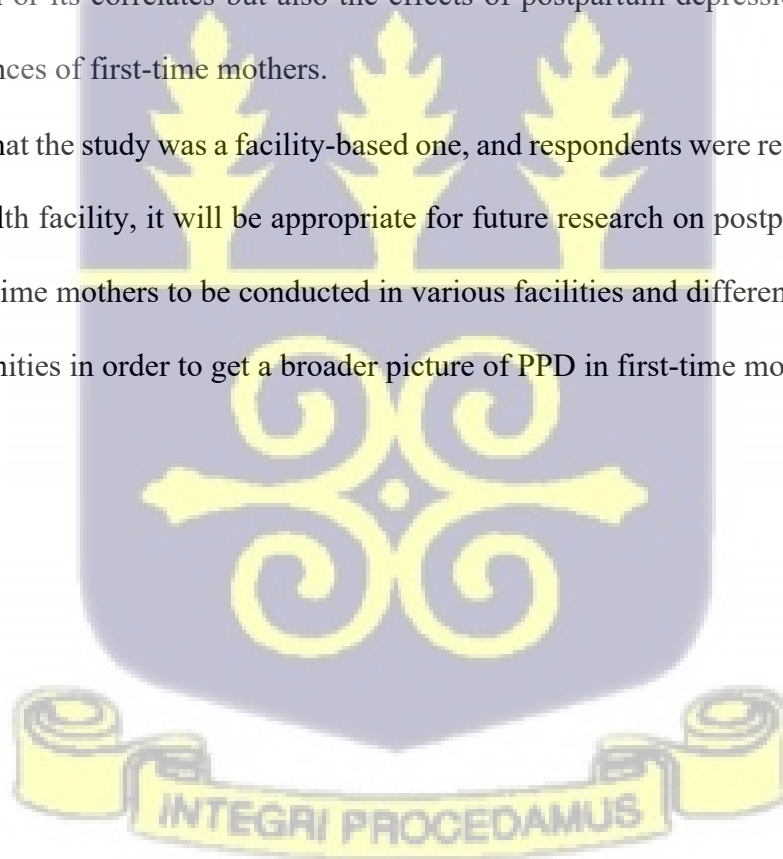 of its correlates but also the effects of postpartum depressi
nces of first-time mothers.
hat the study was a facility-based one, and respondents were re
lth facility, it will be appropriate for future research on postp
time mothers to be conducted in various facilities and differen
nities in order to get a broader picture of PPD in first-time mo
INTEGRI PROCEDAMUS